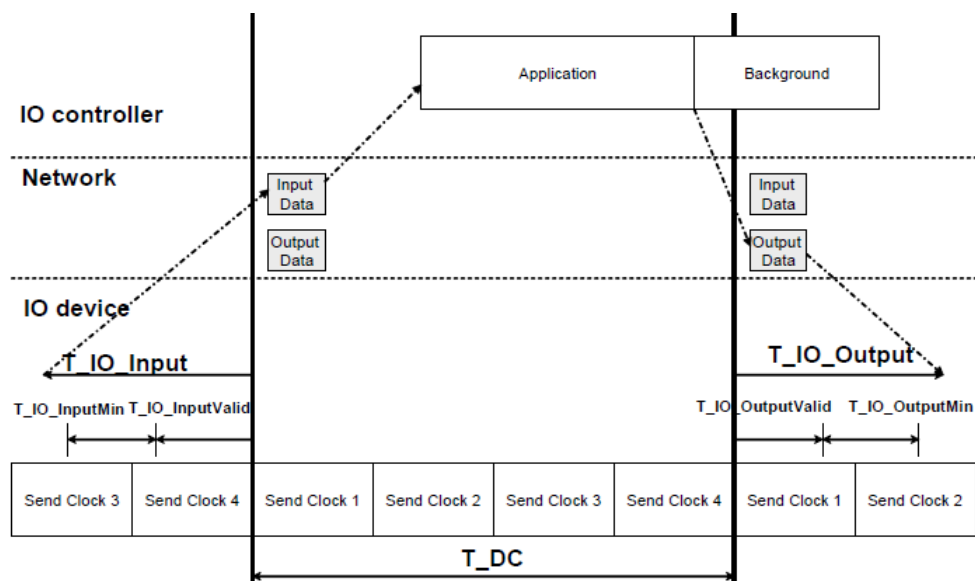 Application
Background
IO controller
Network
Input
Data
Input
Data
Output
Data
Output
Data
IO device
T_IO_Input
T_IO_Output
T_IO_InputMin
T_IO_InputValid
T_IO_OutputValid
T_IO_OutputMin
Send Clock 3
Send Clock 4
Send Clock 1
Send Clock 2
Send Clock 3
Send Clock 4
Send Clock 1
Send Clock 2
T_DC